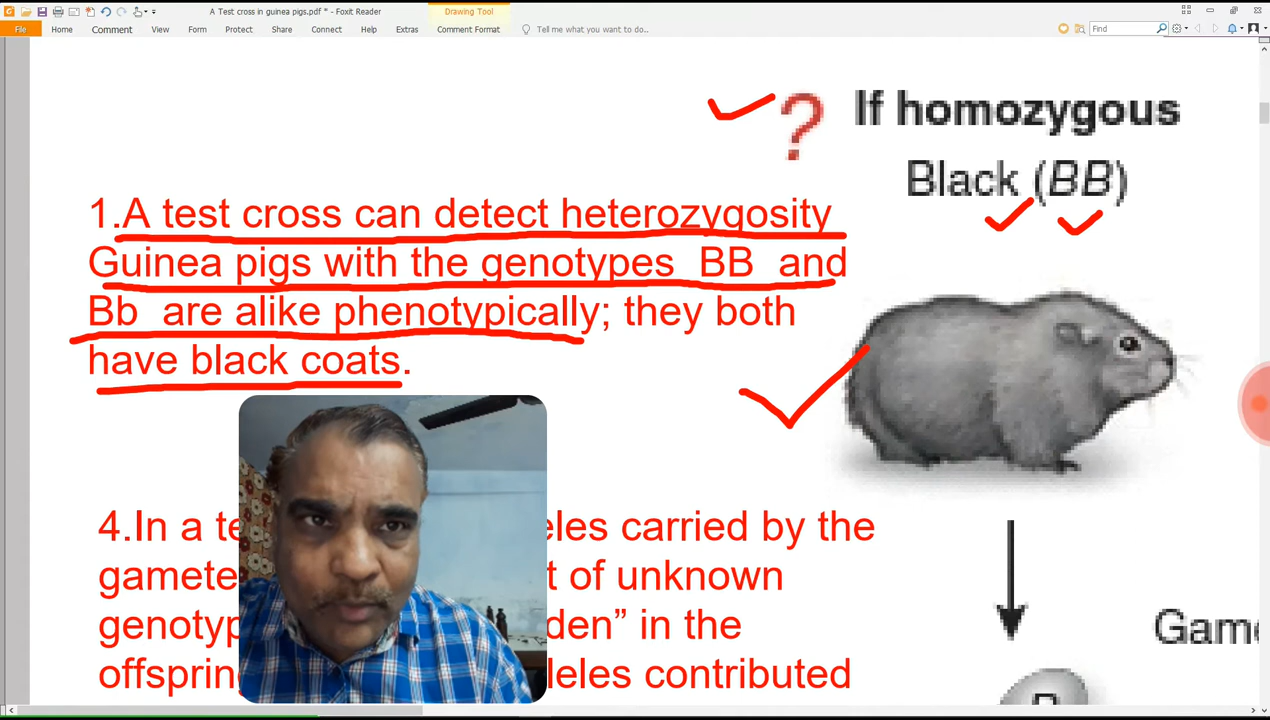 A Test cross in guinea pigs.pdf * - Foxit Reader
Drawing Tool
File Home Comment View Form Protect Share Connect Help Extras Comment Format Tell me what you want to do.. Find
? If homozygous
Black (BB)
1.A test cross can detect heterozygosity
Guinea pigs with the genotypes BB and
Bb are alike phenotypically; they both
have black coats.
4.In a te eles carried by the
gamete t of unknown
genotyp den” in the
offspring leles contributed
Game
B